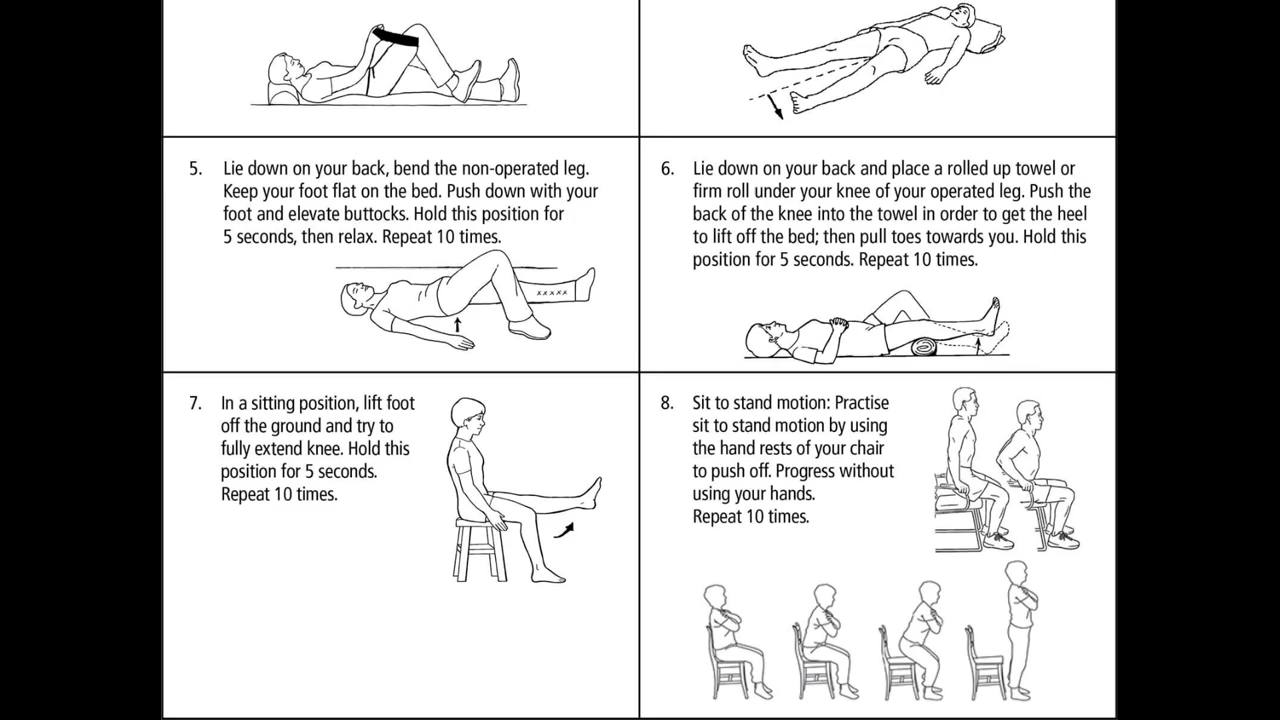 5. Lie down on your back, bend the non-operated leg.
Keep your foot flat on the bed. Push down with your
foot and elevate buttocks. Hold this position for
5 seconds, then relax. Repeat 10 times.
xxxxx
6. Lie down on your back and place a rolled up towel or
firm roll under your knee of your operated leg. Push the
back of the knee into the towel in order to get the heel
to lift off the bed; then pull toes towards you. Hold this
position for 5 seconds. Repeat 10 times.
7. In a sitting position, lift foot
off the ground and try to
fully extend knee. Hold this
position for 5 seconds.
Repeat 10 times.
8. Sit to stand motion: Practise
sit to stand motion by using
the hand rests of your chair
to push off. Progress without
using your hands.
Repeat 10 times.